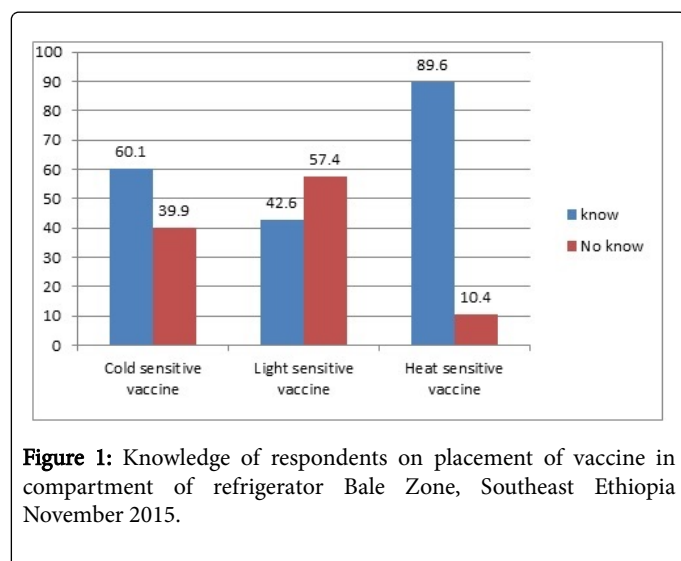 100
90
80
70
60
50
40
30
20
10
0
60.1
39.9
42.6
57.4
89.6
10.4
Cold sensitive
vaccine
Light sensitive
vaccine
Heat sensitive
vaccine
know
No know
Figure 1: Knowledge of respondents on placement of vaccine in
compartment of refrigerator Bale Zone, Southeast Ethiopia
November 2015.